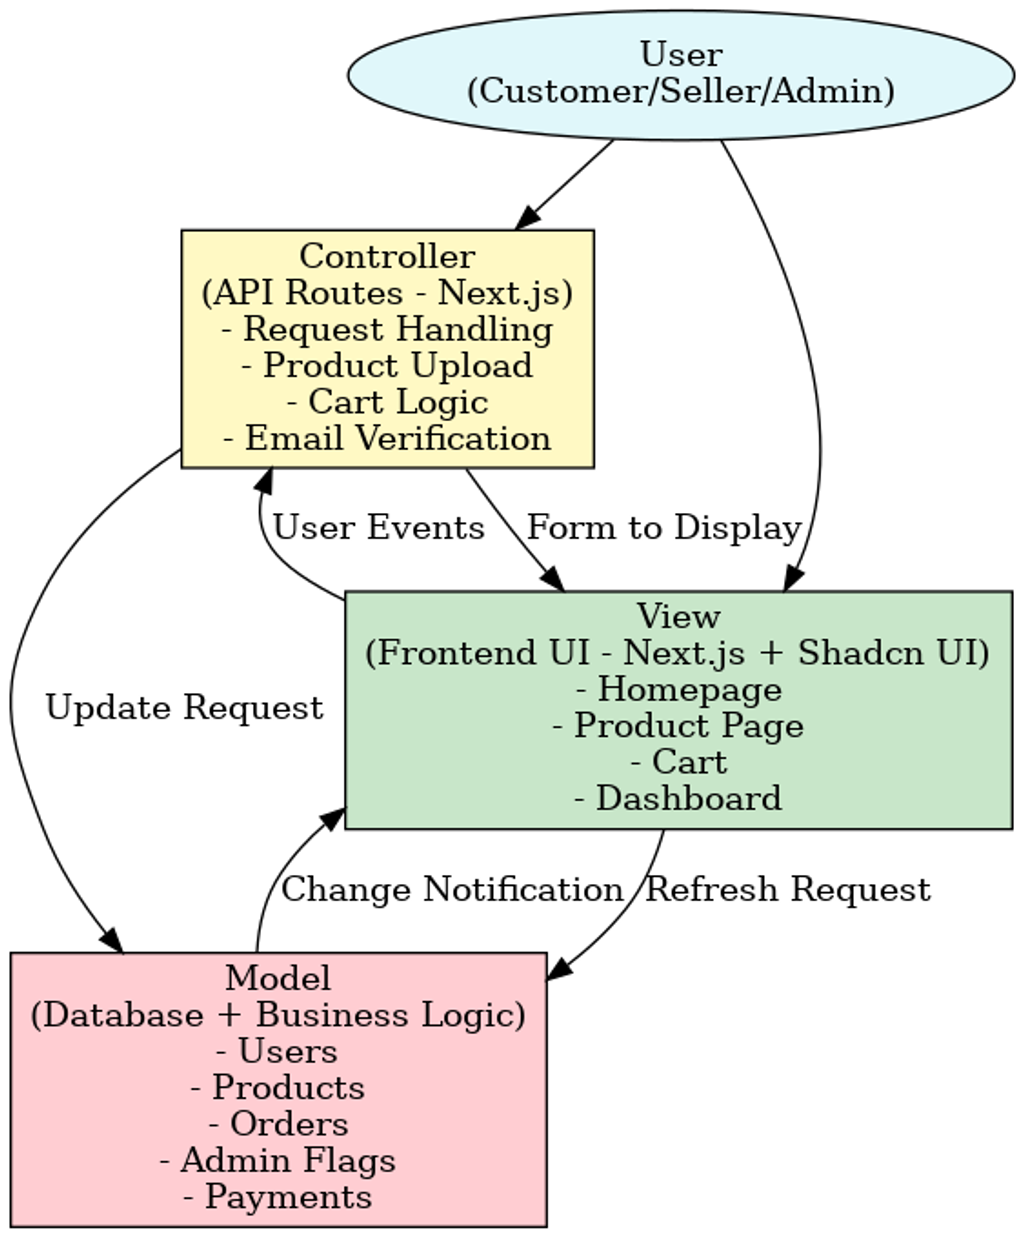 User
(Customer/Seller/Admin)
Controller
(API Routes - Next.js)
- Request Handling
- Product Upload
- Cart Logic
- Email Verification
User Events
Form to Display
View
(Frontend UI - Next.js + Shadcn UI)
- Homepage
- Product Page
- Cart
- Dashboard
Update Request
Change Notification
Refresh Request
Model
(Database + Business Logic)
- Users
- Products
- Orders
- Admin Flags
- Payments